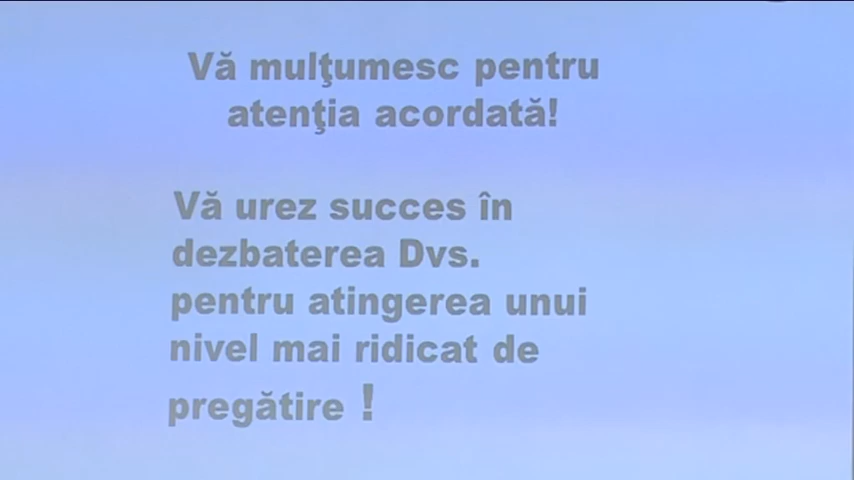 Vă mulţumesc pentru
atenţia acordată!
Vă urez succes în
dezbaterea Dvs.
pentru atingerea unui
nivel mai ridicat de
pregătire !